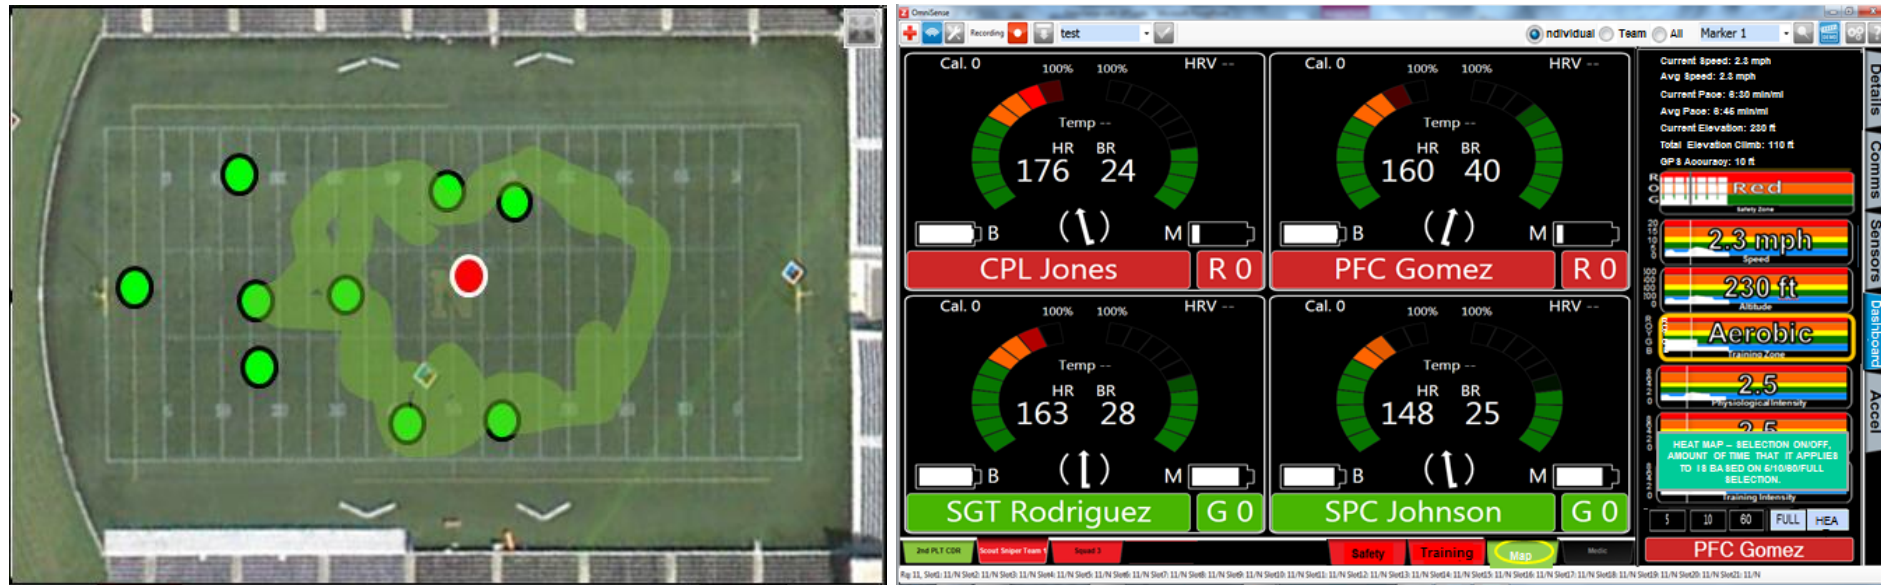 OmniSense
Recording
test
ndividual
Team
All
Marker 1
Cal. 0
HRV --
100%
100%
Temp --
HR
BR
176
24
B
M
CPL Jones
R 0
Cal. 0
HRV --
100%
100%
Temp --
HR
BR
160
40
B
M
PFC Gomez
R 0
Cal. 0
HRV --
100%
100%
Temp --
HR
BR
163
28
B
M
SGT Rodriguez
G 0
Cal. 0
HRV --
100%
100%
Temp --
HR
BR
148
25
B
M
SPC Johnson
G 0
Current Speed: 2.3 mph
Avg Speed: 2.3 mph
Current Pace: 6:30 min/mi
Avg Pace: 6:45 min/mi
Current Elevation: 230 ft
Total Elevation Climb: 110 ft
GPS Accuracy: 10 ft
R
O
G
Red
Safety Zone
2.3 mph
Speed
230 ft
Altitude
Aerobic
Training Zone
2.5
Physiological Intensity
2.5
HEAT MAP – SELECTION ON/OFF,
AMOUNT OF TIME THAT IT APPLIES
TO IS BASED ON 5/10/60/FULL
SELECTION.
Training Intensity
5
10
60
FULL
HEA
PFC Gomez
Details
Comms
Sensors
Dashboard
Accel
2nd PLT CDR
Scout Sniper Team 1
Squad 3
Safety
Training
Map
Medic